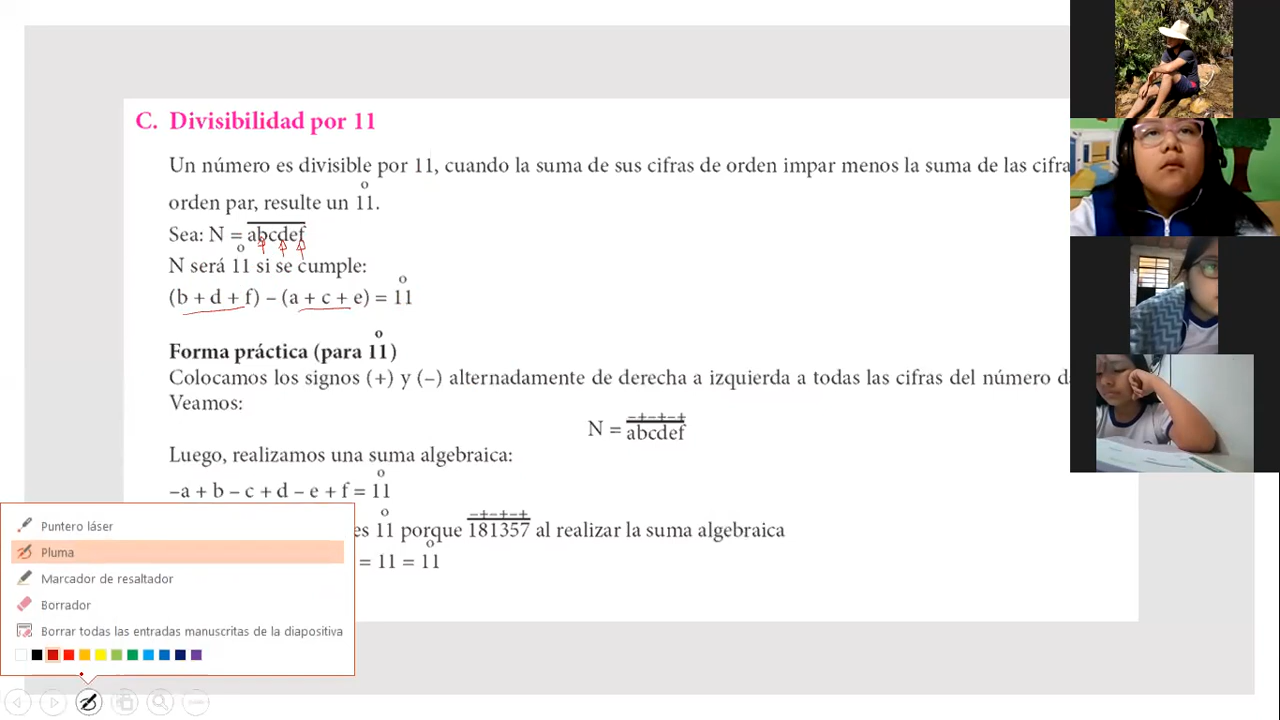 C. Divisibilidad por 11
Un número es divisible por 11, cuando la suma de sus cifras de orden impar menos la suma de las cifra
orden par, resulte un 11°.
Sea: N = abcdef
N será 11° si se cumple:
(b + d + f) – (a + c + e) = 11°
Forma práctica (para 11°)
Colocamos los signos (+) y (–) alternadamente de derecha a izquierda a todas las cifras del número d
Veamos:
–+–+–+
N = abcdef
Luego, realizamos una suma algebraica:
–a + b – c + d – e + f = 11°
–+–+–+
es 11° porque 181357 al realizar la suma algebraica
= 11 = 11°
Puntero láser
Pluma
Marcador de resaltador
Borrador
Borrar todas las entradas manuscritas de la diapositiva